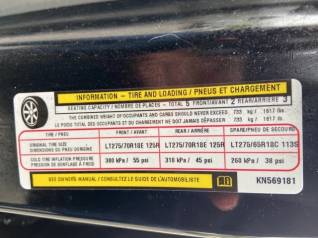 INFORMATION – TIRE AND LOADING / PNEUS ET CHARGEMENT
SEATING CAPACITY / NOMBRE DE PLACES – TOTAL 5 FRONT/AVANT 2 REAR/ARRIERE 3
THE COMBINED WEIGHT OF OCCUPANTS AND CARGO SHOULD NEVER EXCEED 733 kg / 1617 lbs.
LE POIDS TOTAL DES OCCUPANTS ET DU CHARGEMENT NE DOIT JAMAIS DÉPASSER 733 kg / 1617 lbs.
TIRE / PNEU FRONT / AVANT REAR / ARRIÈRE SPARE/PNEU DE SECOURS
ORIGINAL TIRE SIZE
DIMENSIONS DU PNEU D'ORIGINE LT275/70R18E 125R LT275/70R18E 125R LT275/65R18C 113S
COLD TIRE INFLATION PRESSURE
PRESSION DE GONFLAGE À FROID 380 kPa / 55 psi 310 kPa / 45 psi 260 kPa / 38 psi
SEE OWNER'S MANUAL / CONSULTEZ LE GUIDE DE L'AUTOMOBILISTE KN569181